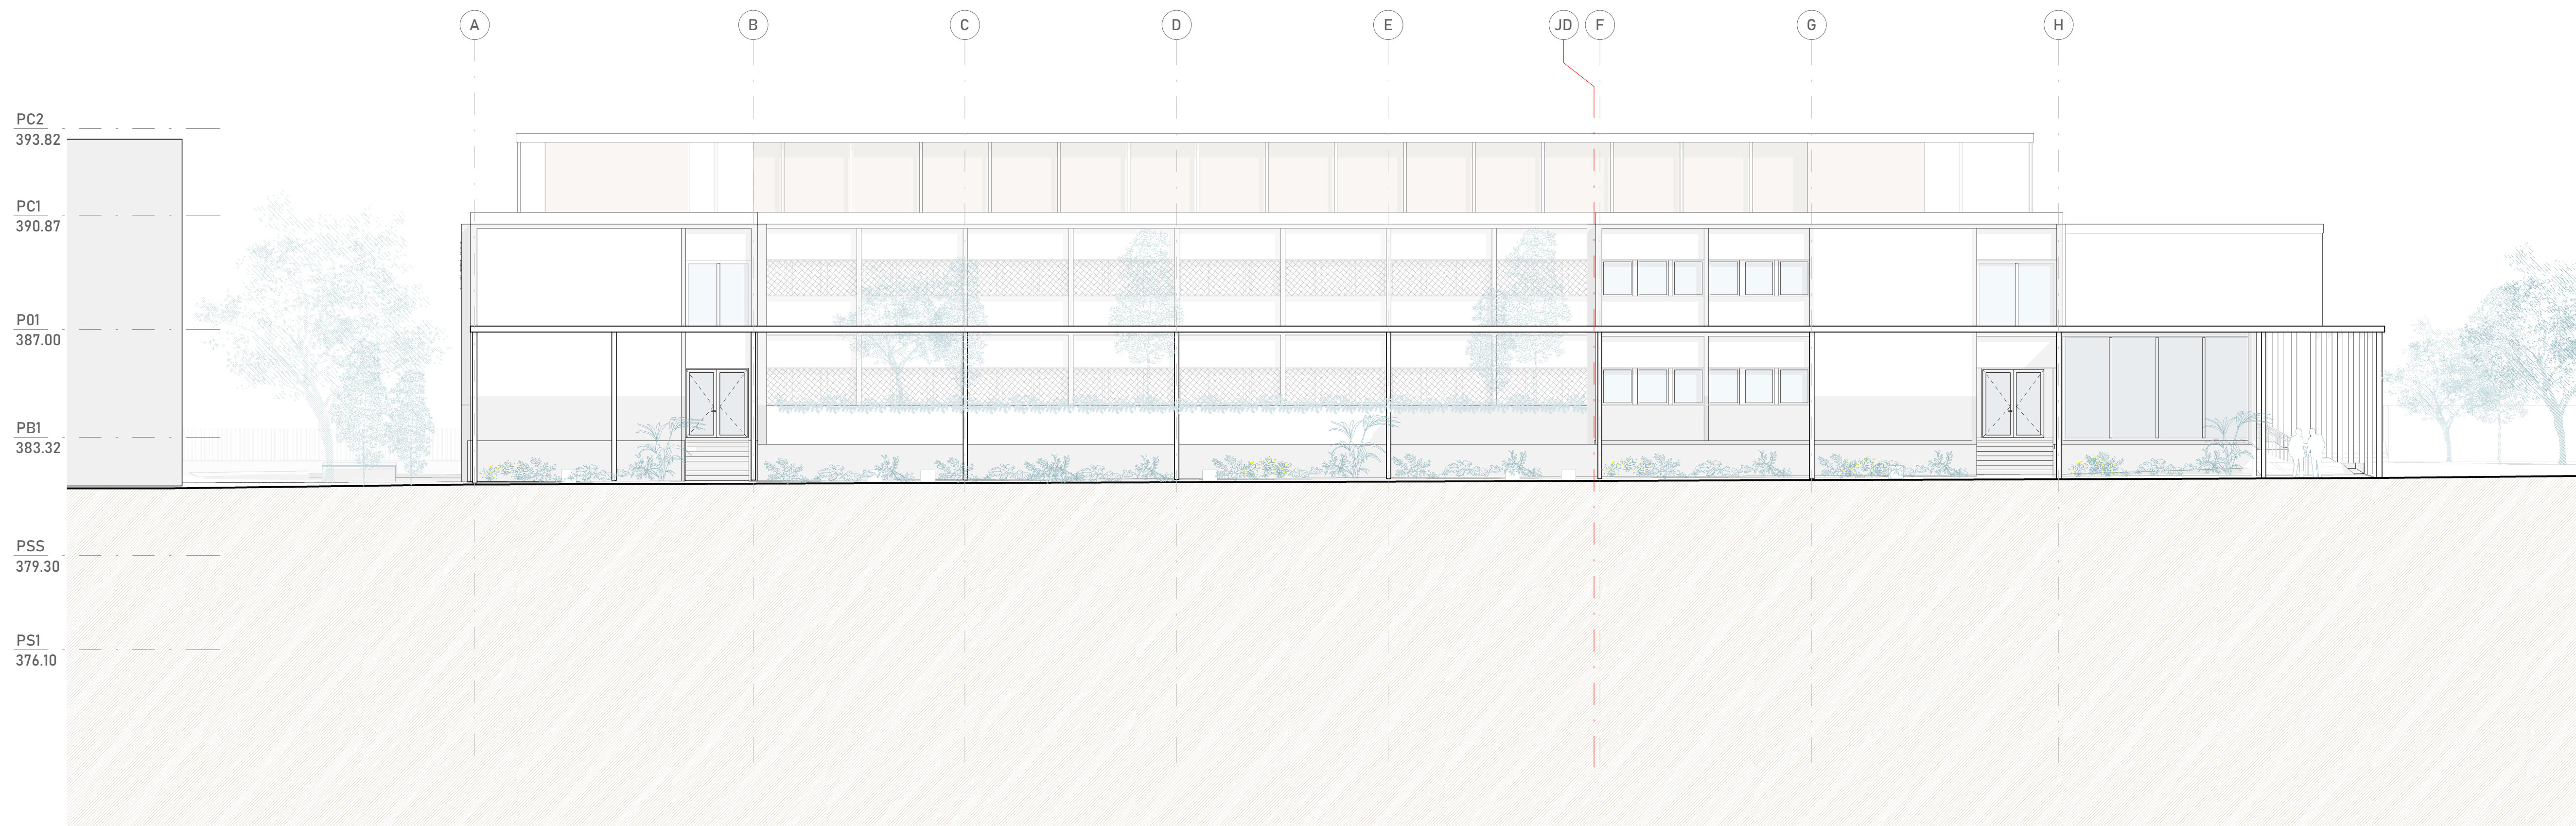 A B C D E JD F G H
PC2
393.82
PC1
390.87
P01
387.00
PB1
383.32
PSS
379.30
PS1
376.10